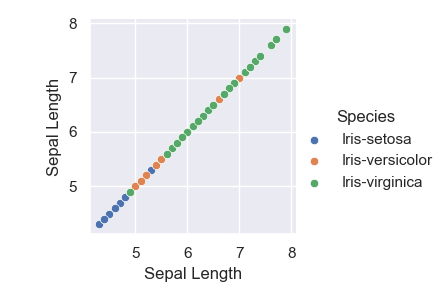 8
7
6
5
Sepal Length
5 6 7 8
Sepal Length
Species
Iris-setosa
Iris-versicolor
Iris-virginica